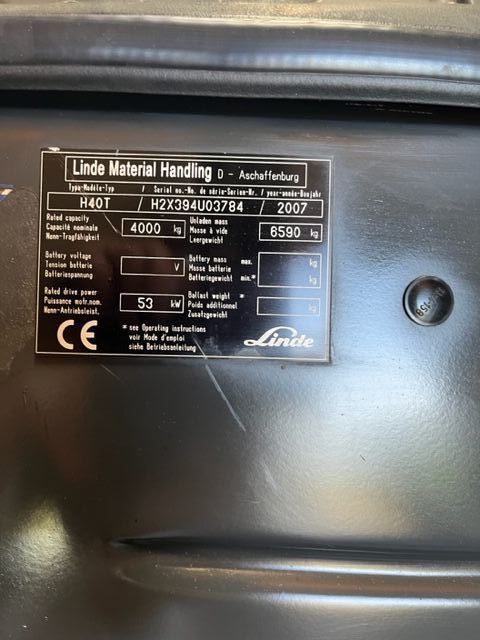 Linde Material Handling D - Aschaffenburg
Type-Modèle-Typ / Serial no.-No. de série-Serien-Nr. / year-année-Baujahr
H40T / H2X394U03784 / 2007
Rated capacity
Capacité nominale
Nenn-Tragfähigkeit
4000 kg
Unladen mass
Masse à vide
Leergewicht
6590 kg
Battery voltage
Tension batterie
Batteriespannung
V
Battery mass max.
Masse batterie
Batteriegewicht min.*
kg
kg
Rated drive power
Puissance motr.nom.
Nenn-Antriebsleist.
53 kW
Ballast weight *
Poids additionnel
Zusatzgewicht
kg
CE
* see Operating instructions
voir Mode d'emploi
siehe Betriebsanleitung
Linde